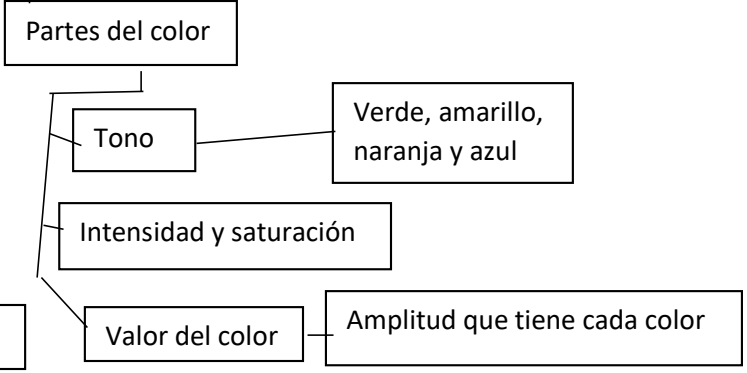 Partes del color
Tono
Verde, amarillo,
naranja y azul
Intensidad y saturación
Valor del color
Amplitud que tiene cada color